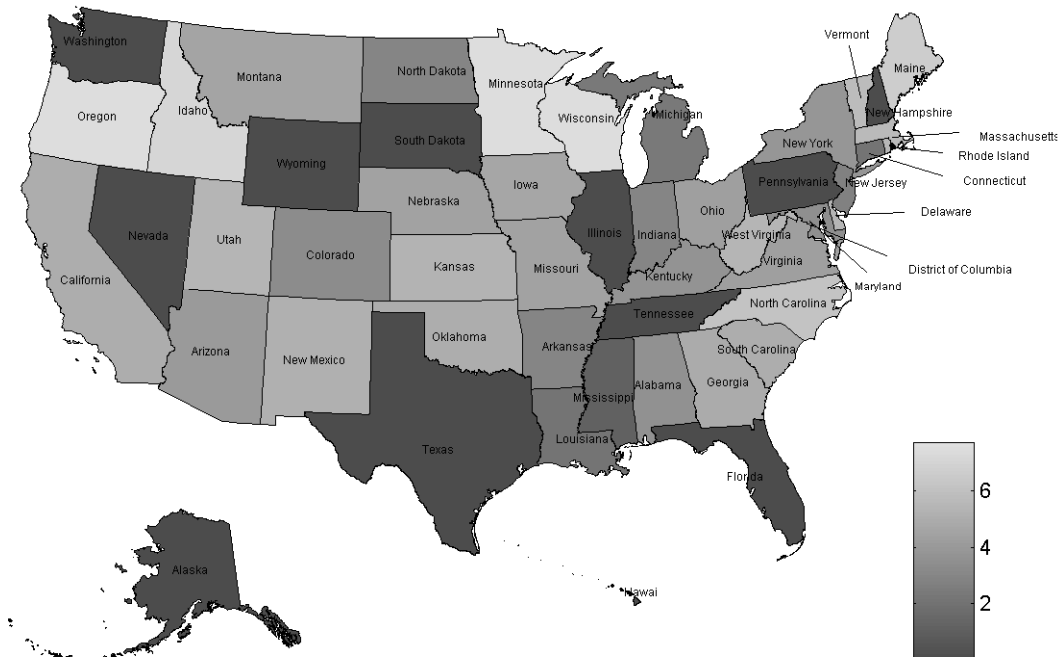 Washington
Vermont
Maine
Montana
North Dakota
Minnesota
Oregon
Idaho
Wisconsin
Michigan
New Hampshire
Massachusetts
New York
South Dakota
Rhode Island
Wyoming
Connecticut
Pennsylvania
New Jersey
Iowa
Nebraska
Ohio
Delaware
Nevada
Utah
Illinois
Indiana
West Virginia
Colorado
Virginia
Kansas
Missouri
District of Columbia
California
Kentucky
Maryland
North Carolina
Tennessee
Oklahoma
Arkansas
Arizona
New Mexico
South Carolina
Georgia
Alabama
Mississippi
Louisiana
Texas
Florida
6
4
2
Alaska
Hawai